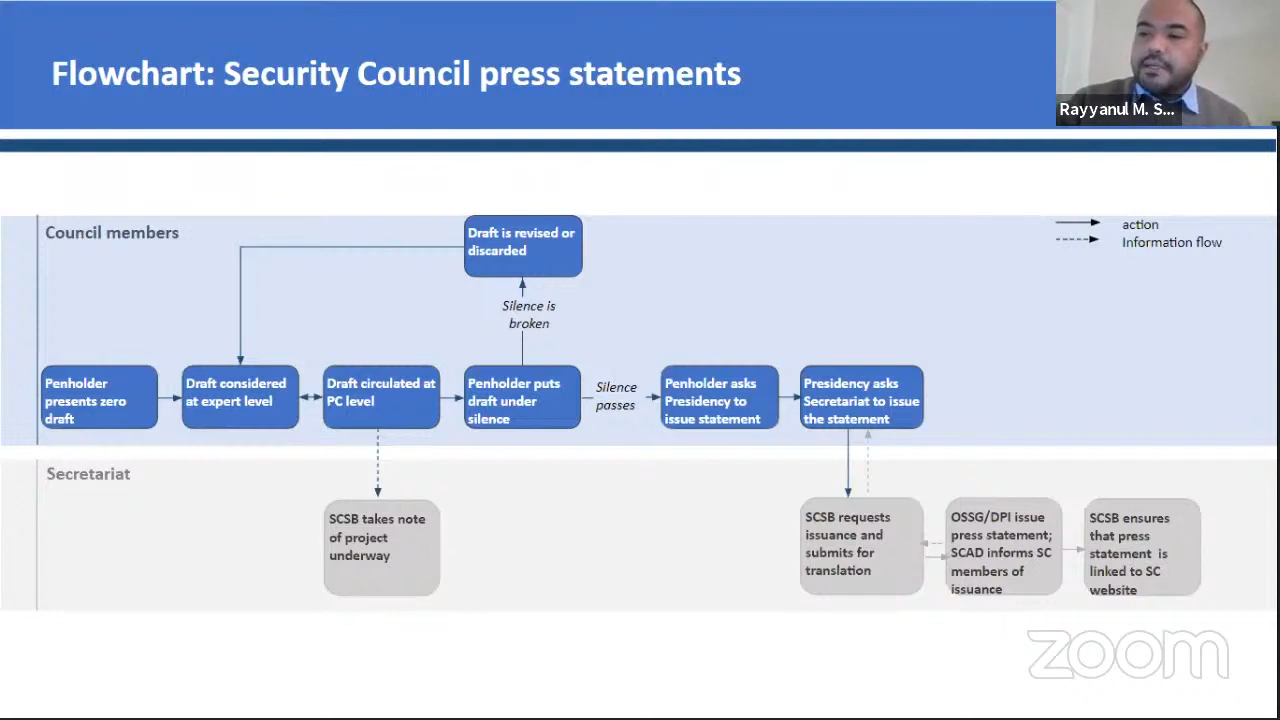 Flowchart: Security Council press statements
Rayyanul M. S...
Council members
action
Information flow
Draft is revised or
discarded
Silence is
broken
Penholder
presents zero
draft
Draft considered
at expert level
Draft circulated at
PC level
Penholder puts
draft under
silence
Silence
passes
Penholder asks
Presidency to
issue statement
Presidency asks
Secretariat to issue
the statement
Secretariat
SCSB takes note
of project
underway
SCSB requests
issuance and
submits for
translation
OSSG/DPI issue
press statement;
SCAD informs SC
members of
issuance
SCSB ensures
that press
statement is
linked to SC
website
zoom